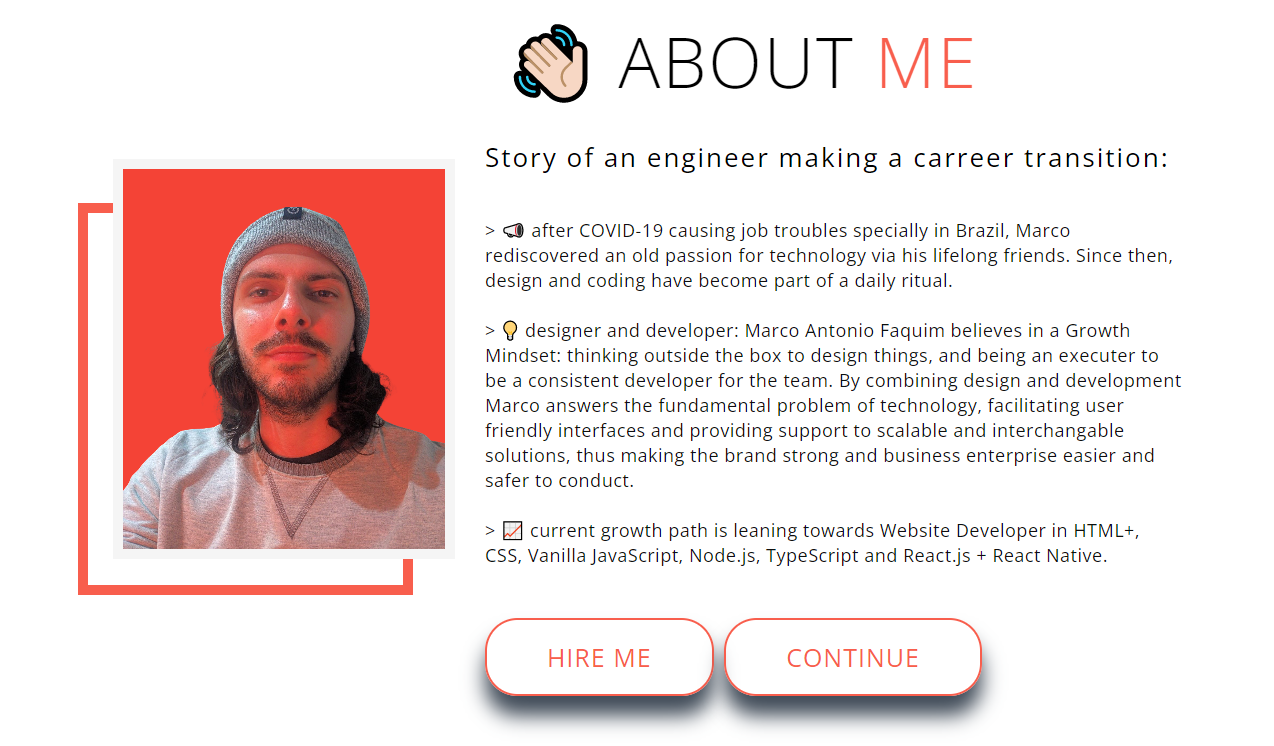 ABOUT ME
Story of an engineer making a carreer transition:
> after COVID-19 causing job troubles specially in Brazil, Marco
rediscovered an old passion for technology via his lifelong friends. Since then,
design and coding have become part of a daily ritual.
> designer and developer: Marco Antonio Faquim believes in a Growth
Mindset: thinking outside the box to design things, and being an executer to
be a consistent developer for the team. By combining design and development
Marco answers the fundamental problem of technology, facilitating user
friendly interfaces and providing support to scalable and interchangable
solutions, thus making the brand strong and business enterprise easier and
safer to conduct.
> current growth path is leaning towards Website Developer in HTML+,
CSS, Vanilla JavaScript, Node.js, TypeScript and React.js + React Native.
HIRE ME
CONTINUE